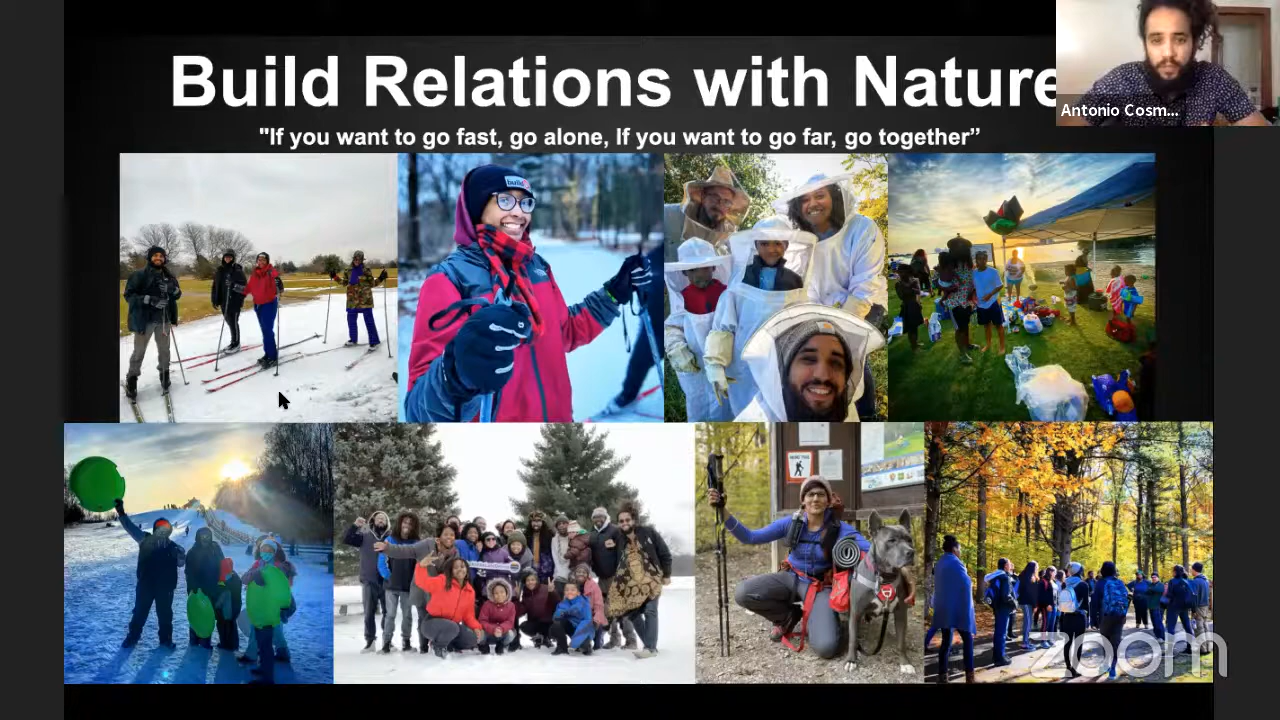 Build Relations with Nature
"If you want to go fast, go alone, If you want to go far, go together”
Antonio Cosm...
build
zoom